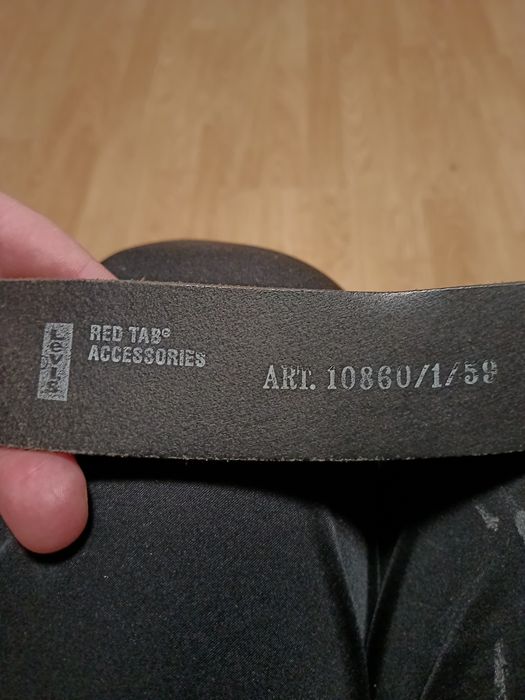 Levi's
RED TAB®
ACCESSORIES
ART. 10860/1/59